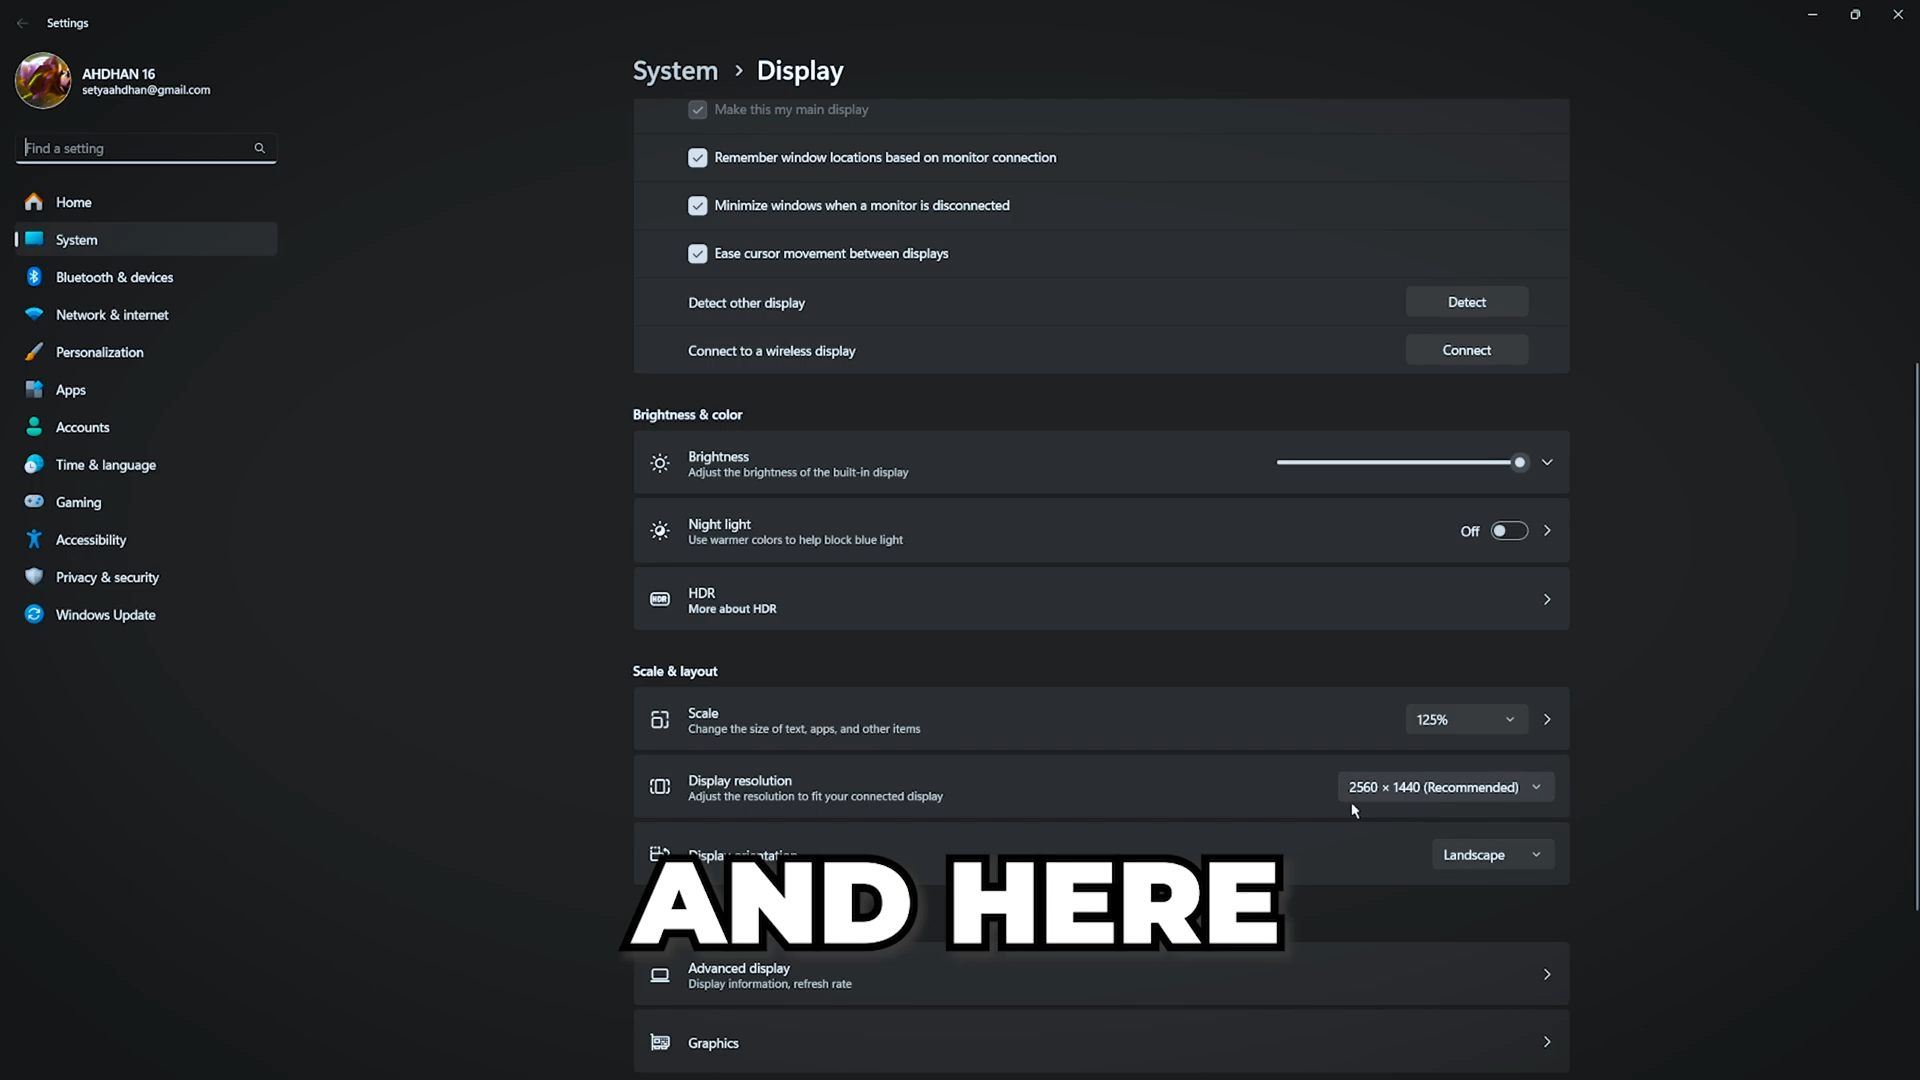 Settings
AHDHAN 16
setyaahdhan@gmail.com
Find a setting
Home
System
Bluetooth & devices
Network & internet
Personalization
Apps
Accounts
Time & language
Gaming
Accessibility
Privacy & security
Windows Update
System › Display
Make this my main display
Remember window locations based on monitor connection
Minimize windows when a monitor is disconnected
Ease cursor movement between displays
Detect other display
Detect
Connect to a wireless display
Connect
Brightness & color
Brightness
Adjust the brightness of the built-in display
Night light
Use warmer colors to help block blue light
Off
HDR
HDR
More about HDR
Scale & layout
Scale
Change the size of text, apps, and other items
125%
Display resolution
Adjust the resolution to fit your connected display
2560 × 1440 (Recommended)
Display orientation
Landscape
AND HERE
Advanced display
Display information, refresh rate
Graphics